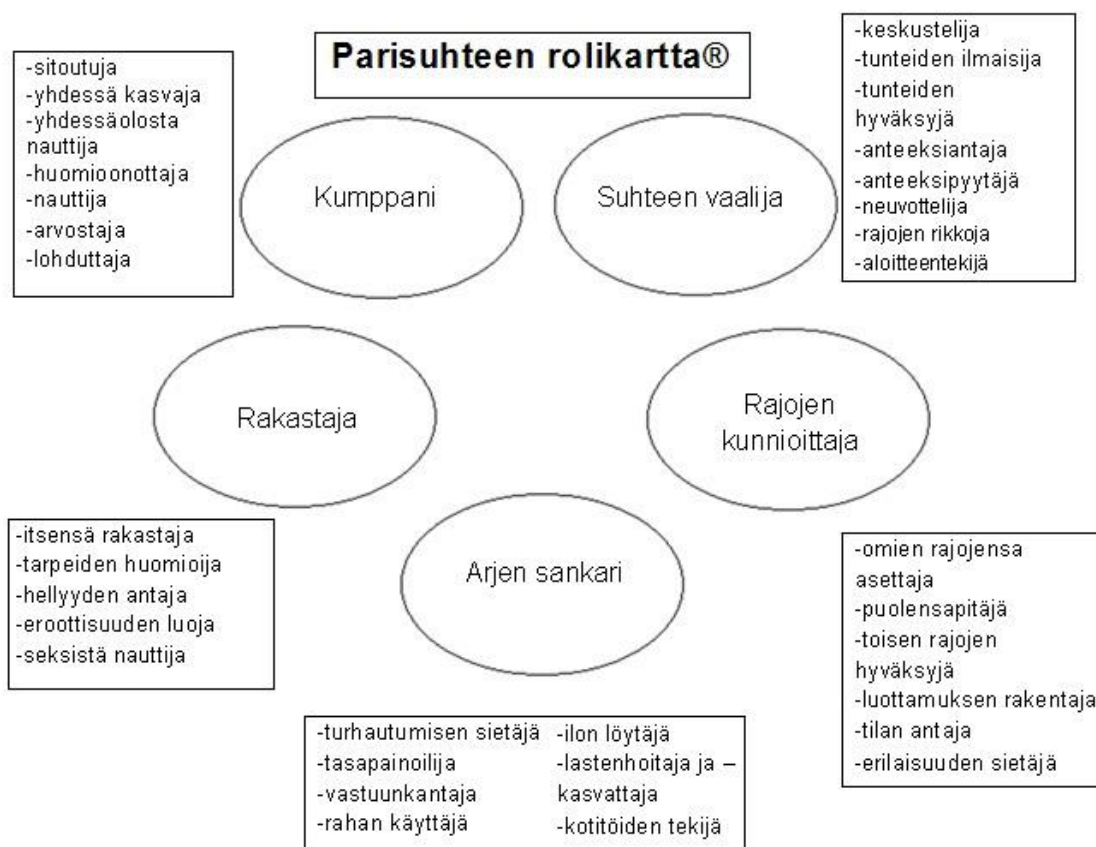 Parisuhteen rolikartta®
-sitoutuja
-yhdessä kasvaja
-yhdessäolosta
nauttija
-huomioonottaja
-nauttija
-arvostaja
-lohduttaja
Kumppani
Suhteen vaalija
-keskustelija
-tunteiden ilmaisija
-tunteiden
hyväksyjä
-anteeksiantaja
-anteeksipyytäjä
-neuvottelija
-rajojen rikkoja
-aloitteentekijä
Rakastaja
Rajojen
kunnioittaja
-itsensä rakastaja
-tarpeiden huomioija
-hellyyden antaja
-eroottisuuden luoja
-seksistä nauttija
Arjen sankari
-omien rajojensa
asettaja
-puolensapitäjä
-toisen rajojen
hyväksyjä
-luottamuksen rakentaja
-tilan antaja
-erilaisuuden sietäjä
-turhautumisen sietäjä
-tasapainoilija
-vastuunkantaja
-rahan käyttäjä
-ilon löytäjä
-lastenhoitaja ja –
kasvattaja
-kotitöiden tekijä